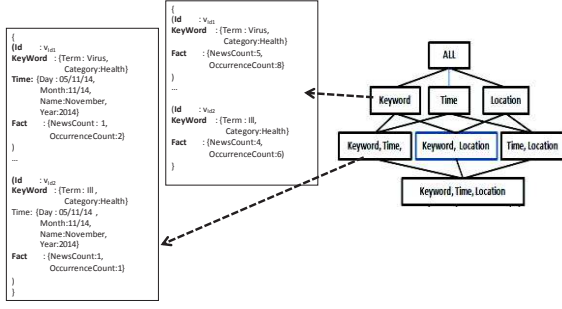 {
(Id : vid1
KeyWord : {Term : Virus,
Category:Health}
Time: {Day : 05/11/14,
Month:11/14,
Name:November,
Year:2014}
Fact : {NewsCount : 1,
OccurrenceCount:2}
)
...
(Id : vid2
KeyWord : {Term : Ill ,
Category:Health}
Time: {Day : 05/11/14 ,
Month:11/14,
Name:November,
Year:2014}
Fact : {NewsCount:1,
OccurrenceCount:1}
)
}
{
(Id : vid1
KeyWord : {Term : Virus,
Category:Health}
Fact : {NewsCount:5,
OccurrenceCount:8}
)
...
(Id : vid2
KeyWord : {Term : Ill,
Category:Health}
Fact : {NewsCount:4,
OccurrenceCount:6}
}
ALL
Keyword
Time
Location
Keyword, Time,
Keyword, Location
Time, Location
Keyword, Time, Location